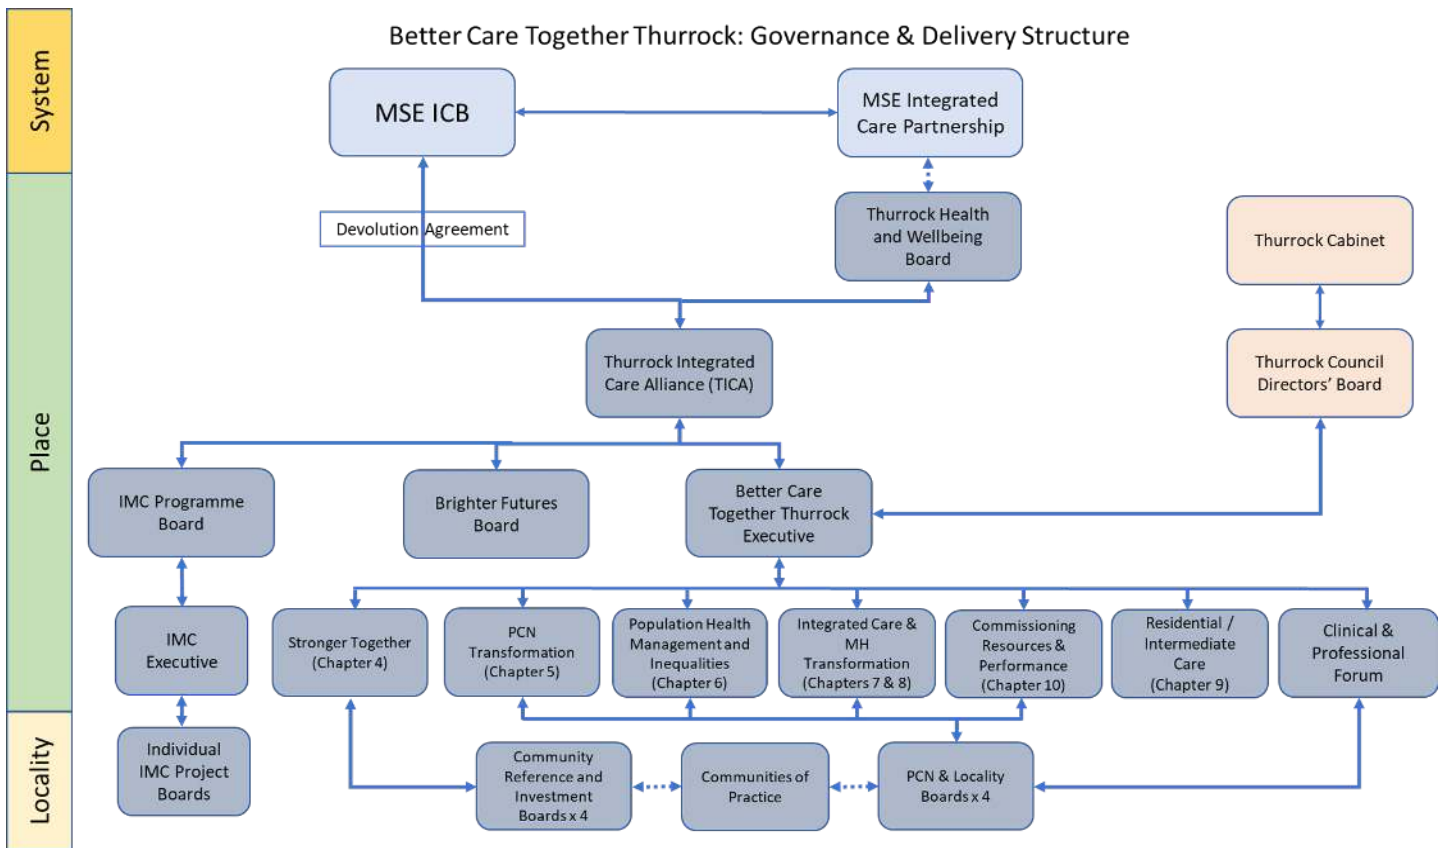 Better Care Together Thurrock: Governance & Delivery Structure
System
MSE ICB
MSE Integrated
Care Partnership
Place
Devolution Agreement
Thurrock Health
and Wellbeing
Board
Thurrock Cabinet
Thurrock Integrated
Care Alliance (TICA)
Thurrock Council
Directors’ Board
IMC Programme
Board
Brighter Futures
Board
Better Care
Together Thurrock
Executive
IMC
Executive
Stronger Together
(Chapter 4)
PCN
Transformation
(Chapter 5)
Population Health
Management and
Inequalities
(Chapter 6)
Integrated Care &
MH
Transformation
(Chapters 7 & 8)
Commissioning
Resources &
Performance
(Chapter 10)
Residential /
Intermediate
Care
(Chapter 9)
Clinical &
Professional
Forum
Locality
Individual
IMC Project
Boards
Community
Reference and
Investment
Boards x 4
Communities of
Practice
PCN & Locality
Boards x 4